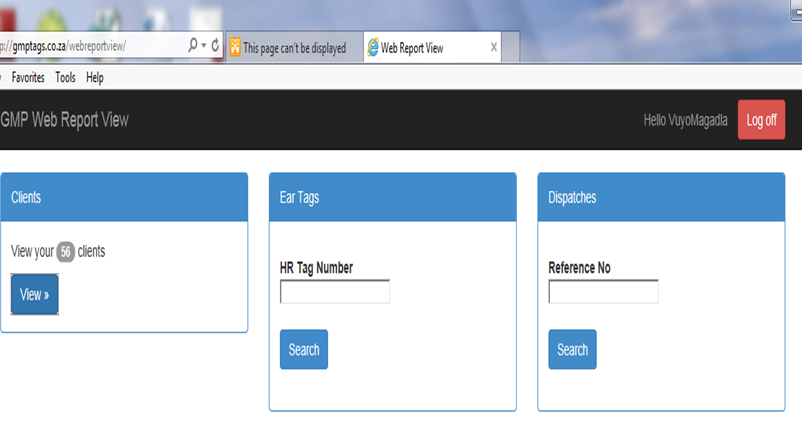 p://gmptags.co.za/webreportview/
This page can't be displayed
Web Report View
Favorites Tools Help
GMP Web Report View
Hello VuyoMagadla
Log off
Clients
View your 56 clients
View »
Ear Tags
HR Tag Number
Search
Dispatches
Reference No
Search